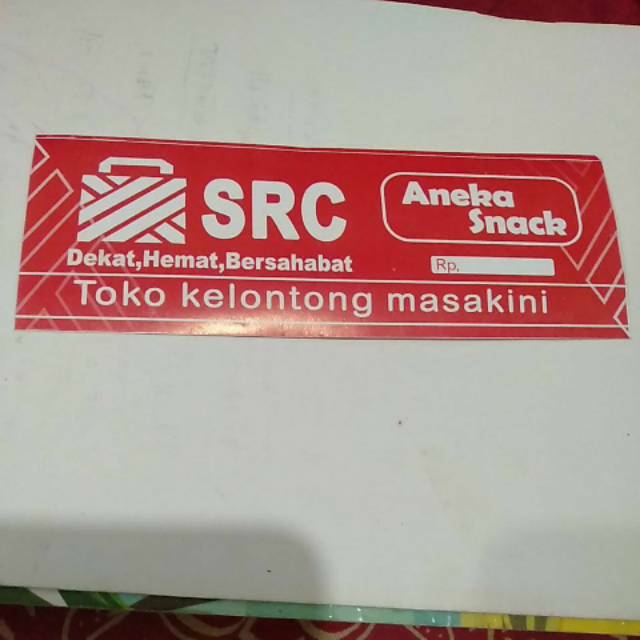 SRC
Dekat,Hemat,Bersahabat
Aneka
Snack
Rp.
Toko kelontong masakini